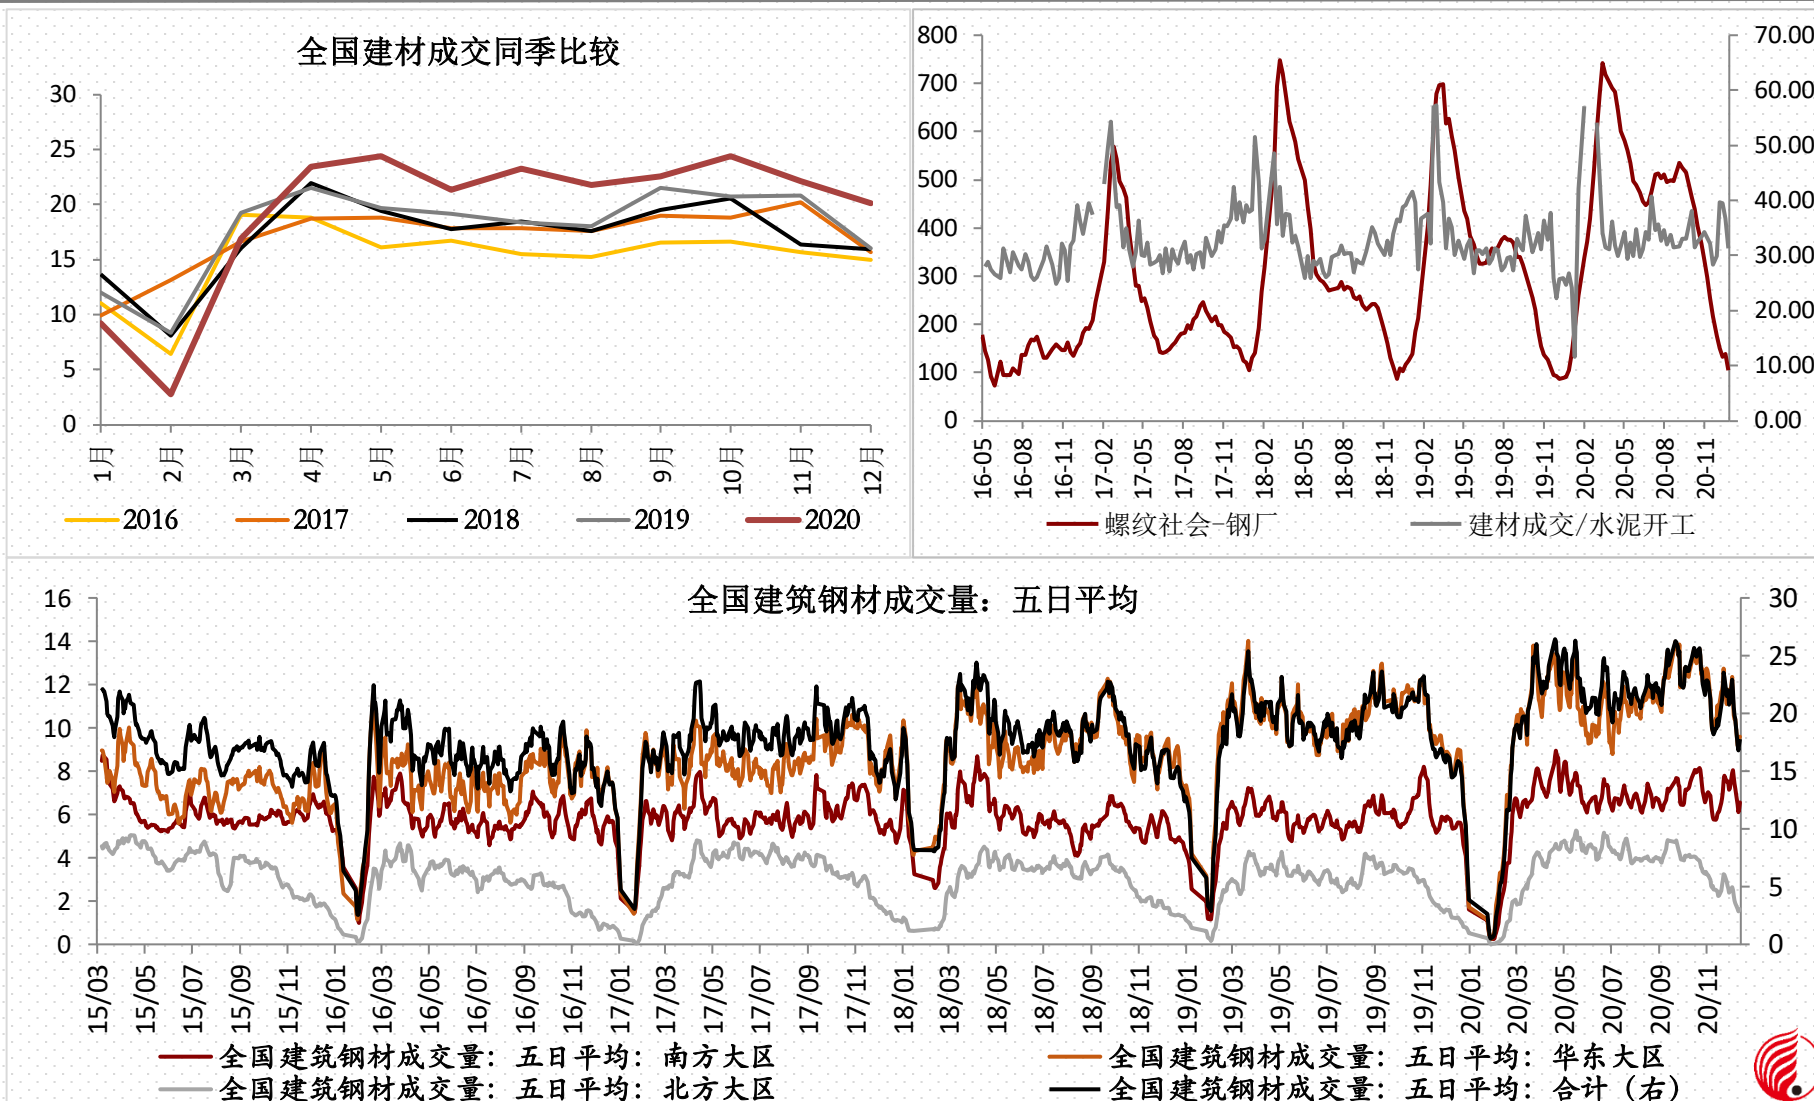 全国建材成交同季比较
30
25
20
15
10
5
0
1月 2月 3月 4月 5月 6月 7月 8月 9月 10月 11月 12月
2016 2017 2018 2019 2020
800 70.00
700 60.00
600 50.00
500 40.00
400 30.00
300 20.00
200 10.00
100 0.00
0
16-05 16-08 16-11 17-02 17-05 17-08 17-11 18-02 18-05 18-08 18-11 19-02 19-05 19-08 19-11 20-02 20-05 20-08 20-11
螺纹社会-钢厂 建材成交/水泥开工
全国建筑钢材成交量：五日平均
16 30
14 25
12 20
10 15
8 10
6 5
4 0
2
0
15/03 15/05 15/07 15/09 15/11 16/01 16/03 16/05 16/07 16/09 16/11 17/01 17/03 17/05 17/07 17/09 17/11 18/01 18/03 18/05 18/07 18/09 18/11 19/01 19/03 19/05 19/07 19/09 19/11 20/01 20/03 20/05 20/07 20/09 20/11
全国建筑钢材成交量：五日平均：南方大区 全国建筑钢材成交量：五日平均：华东大区
全国建筑钢材成交量：五日平均：北方大区 全国建筑钢材成交量：五日平均：合计（右）